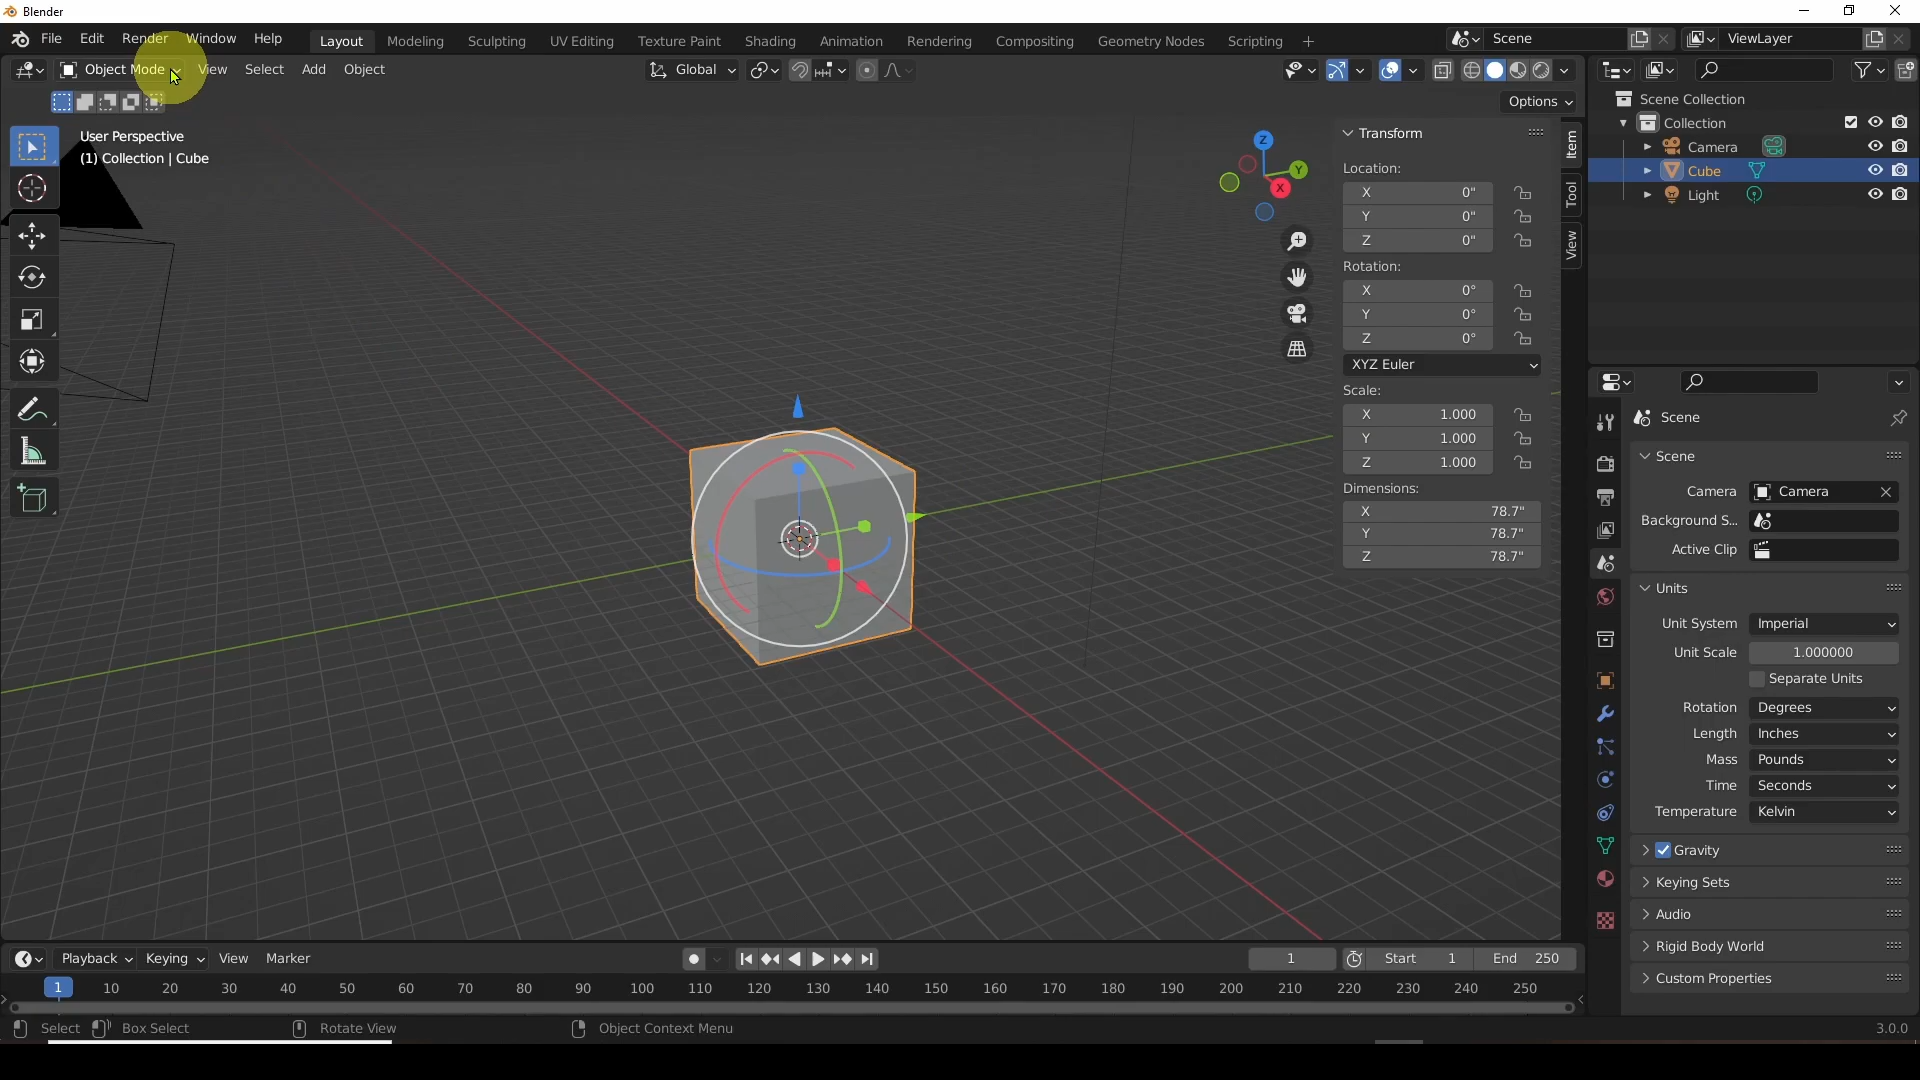 Blender
File Edit Render Window Help Layout Modeling Sculpting UV Editing Texture Paint Shading Animation Rendering Compositing Geometry Nodes Scripting + Scene ViewLayer
Object Mode View Select Add Object Global
Options
User Perspective
(1) Collection | Cube
Z
Y
X
Transform
Location:
X 0"
Y 0"
Z 0"
Rotation:
X 0°
Y 0°
Z 0°
XYZ Euler
Scale:
X 1.000
Y 1.000
Z 1.000
Dimensions:
X 78.7"
Y 78.7"
Z 78.7"
Item
Tool
View
Scene Collection
Collection
Camera
Cube
Light
Scene
Scene
Camera Camera
Background S...
Active Clip
Units
Unit System Imperial
Unit Scale 1.000000
Separate Units
Rotation Degrees
Length Inches
Mass Pounds
Time Seconds
Temperature Kelvin
Gravity
Keying Sets
Audio
Rigid Body World
Custom Properties
Playback Keying View Marker 1 Start 1 End 250
1 10 20 30 40 50 60 70 80 90 100 110 120 130 140 150 160 170 180 190 200 210 220 230 240 250
Select Box Select Rotate View Object Context Menu 3.0.0